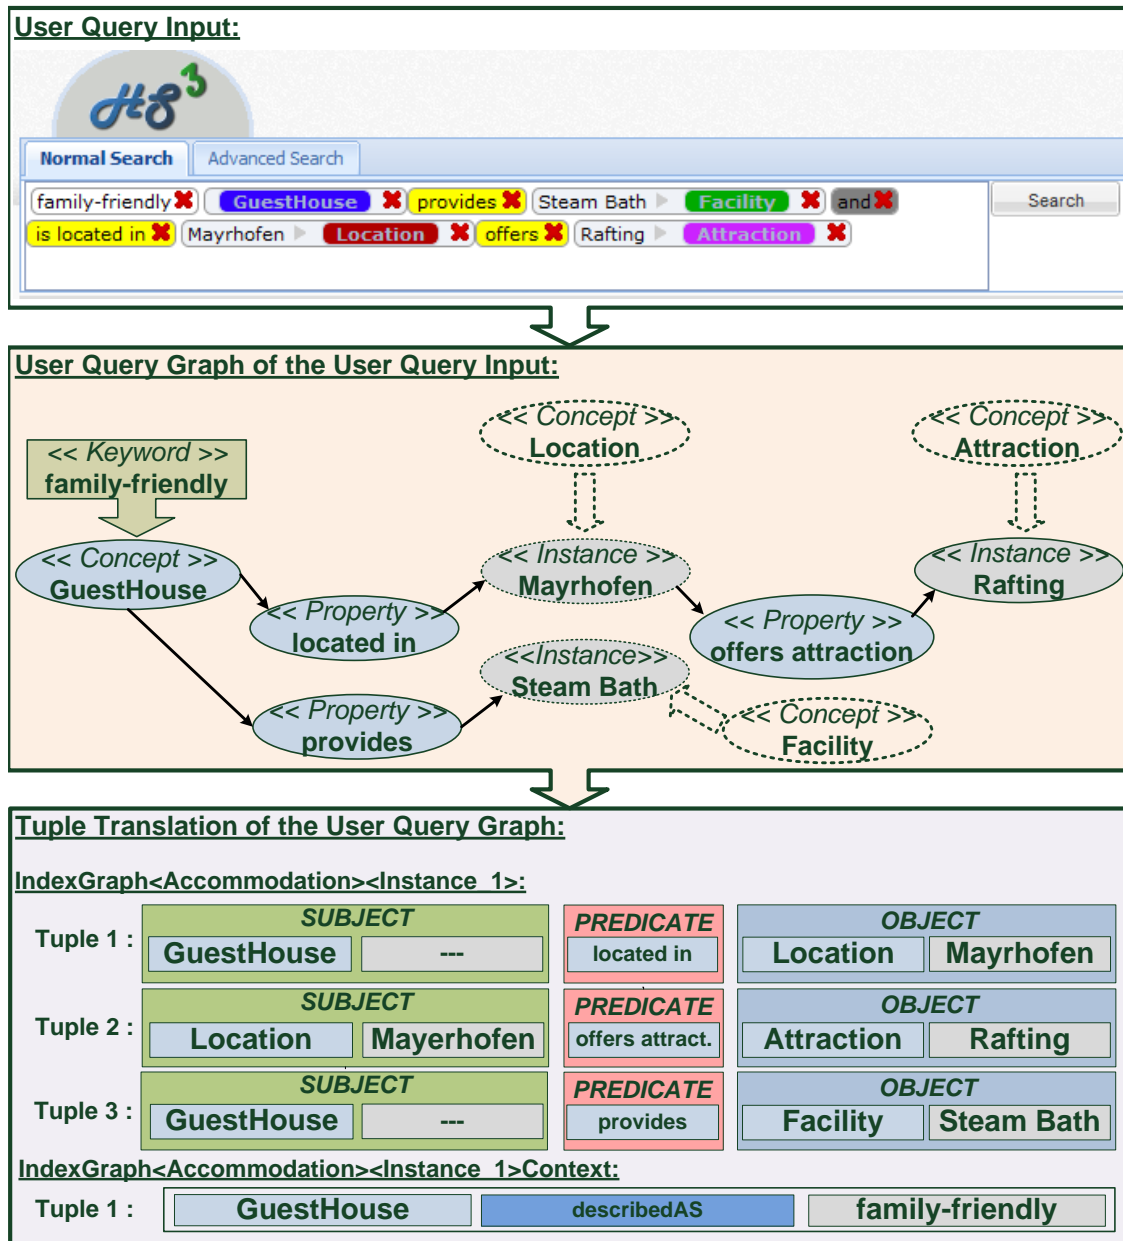 User Query Input:
HS3
Normal Search Advanced Search
family-friendly GuestHouse provides Steam Bath Facility and Search
is located in Mayrhofen Location offers Rafting Attraction
User Query Graph of the User Query Input:
<< Concept >> << Concept >>
Location Attraction
<< Keyword >>
family-friendly
<< Concept >> << Instance >> << Instance >>
GuestHouse Mayrhofen Rafting
<< Property >> << Property >>
located in offers attraction
<<Instance>>
Steam Bath
<< Property >> << Concept >>
provides Facility
Tuple Translation of the User Query Graph:
IndexGraph<Accommodation><Instance_1>:
SUBJECT PREDICATE OBJECT
Tuple 1 : GuestHouse --- located in Location Mayrhofen
SUBJECT PREDICATE OBJECT
Tuple 2 : Location Mayerhofen offers attract. Attraction Rafting
SUBJECT PREDICATE OBJECT
Tuple 3 : GuestHouse --- provides Facility Steam Bath
IndexGraph<Accommodation><Instance_1>Context:
Tuple 1 : GuestHouse describedAS family-friendly